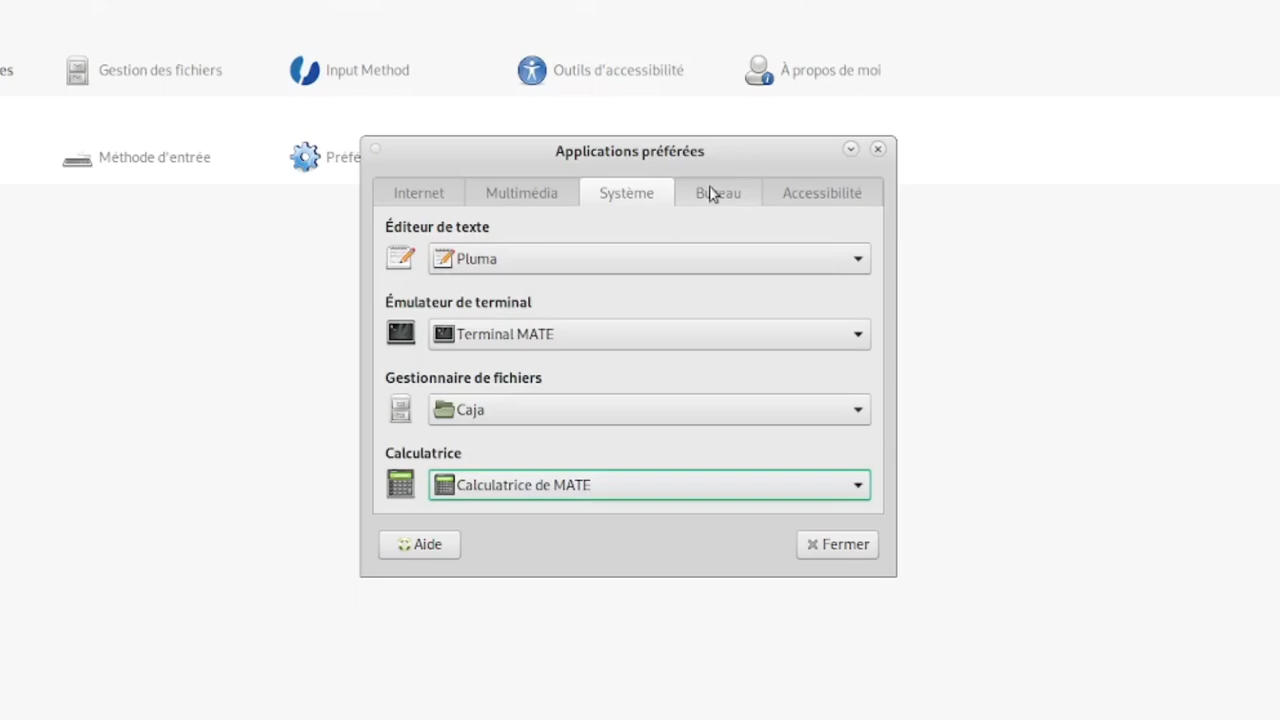 es
Gestion des fichiers
Input Method
Outils d'accessibilité
À propos de moi
Méthode d'entrée
Préfé
Applications préférées
Internet
Multimédia
Système
Bureau
Accessibilité
Éditeur de texte
Pluma
Émulateur de terminal
Terminal MATE
Gestionnaire de fichiers
Caja
Calculatrice
Calculatrice de MATE
Aide
Fermer